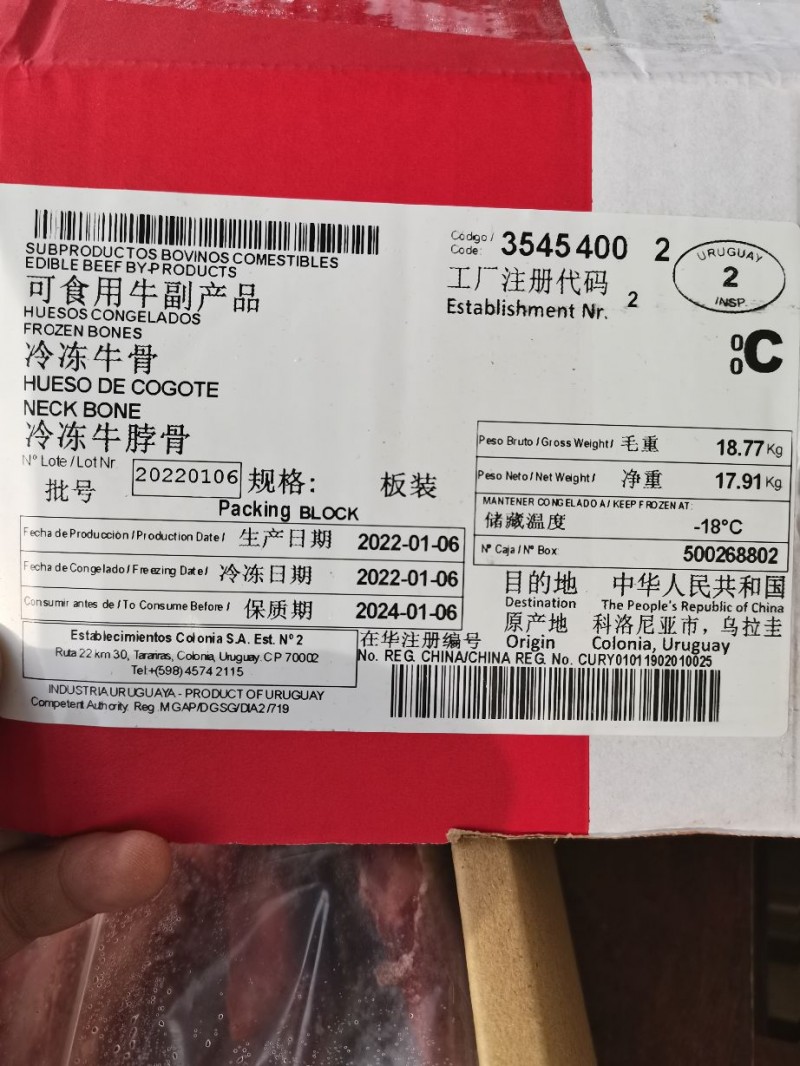 SUBPRODUCTOS BOVINOS COMESTIBLES
EDIBLE BEEF BY-PRODUCTS
可食用牛副产品
HUESOS CONGELADOS
FROZEN BONES
冷冻牛骨
HUESO DE COGOTE
NECK BONE
冷冻牛脖骨
Nº Lote / Lot Nr
批号
20220106
规格: 板装
Packing BLOCK
Fecha de Producción / Production Date / 生产日期 2022-01-06
Fecha de Congelado / Freezing Date / 冷冻日期 2022-01-06
Consumir antes de / To Consume Before / 保质期 2024-01-06
Establecimientos Colonia S.A. Est. Nº 2
Ruta 22 km 30, Tarariras, Colonia, Uruguay. C P 70002
Tel:+(598) 4574 2115
INDUSTRIA URUGUAYA - PRODUCT OF URUGUAY
Competent Authority. Reg. MGAP/DGSG/DIA2/719
Código /
Code:
3545400 2
工厂注册代码
Establishment Nr. 2
URUGUAY
2
INSP.
00C
Peso Bruto / Gross Weight / 毛重 18.77 Kg
Peso Neto / Net Weight / 净重 17.91 Kg
MANTENER CONGELADO A / KEEP FROZEN AT:
储藏温度 -18°C
Nº Caja / Nº Box 500268802
目的地 中华人民共和国
Destination The People's Republic of China
原产地 科洛尼亚市，乌拉圭
Origin Colonia, Uruguay
在华注册编号
No. REG. CHINA/CHINA REG. No. CURY01011902010025